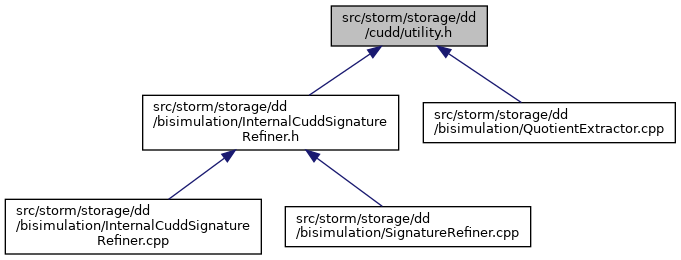 src/storm/storage/dd
/cudd/utility.h
src/storm/storage/dd
/bisimulation/InternalCuddSignature
Refiner.h
src/storm/storage/dd
/bisimulation/QuotientExtractor.cpp
src/storm/storage/dd
/bisimulation/InternalCuddSignature
Refiner.cpp
src/storm/storage/dd
/bisimulation/SignatureRefiner.cpp